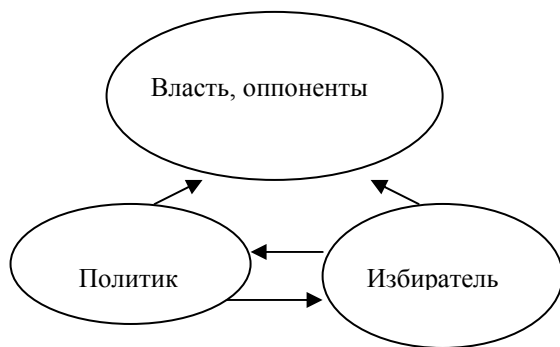 Власть, оппоненты
Политик
Избиратель